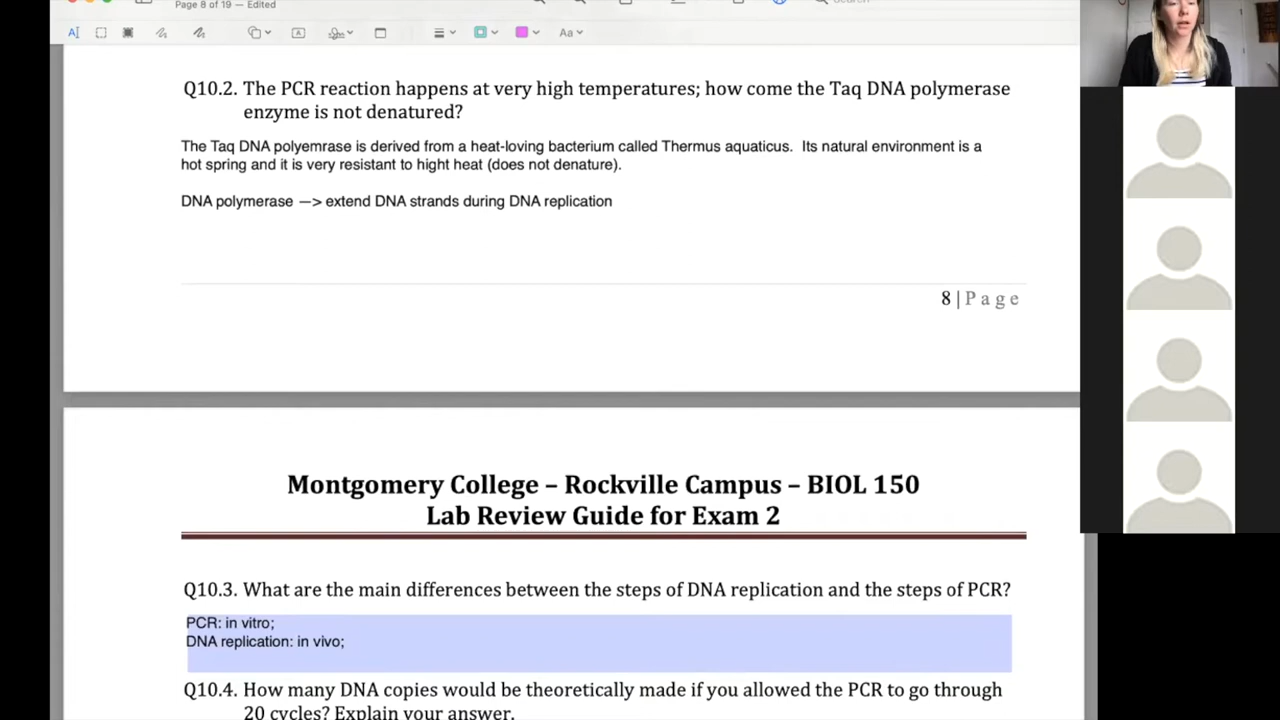 Page 8 of 19 — Edited
Search
Q10.2. The PCR reaction happens at very high temperatures; how come the Taq DNA polymerase
enzyme is not denatured?
The Taq DNA polyemrase is derived from a heat-loving bacterium called Thermus aquaticus.  Its natural environment is a
hot spring and it is very resistant to hight heat (does not denature).
DNA polymerase —> extend DNA strands during DNA replication
8 | P a g e
Montgomery College – Rockville Campus – BIOL 150
Lab Review Guide for Exam 2
Q10.3. What are the main differences between the steps of DNA replication and the steps of PCR?
PCR: in vitro;
DNA replication: in vivo;
Q10.4. How many DNA copies would be theoretically made if you allowed the PCR to go through
20 cycles? Explain your answer.